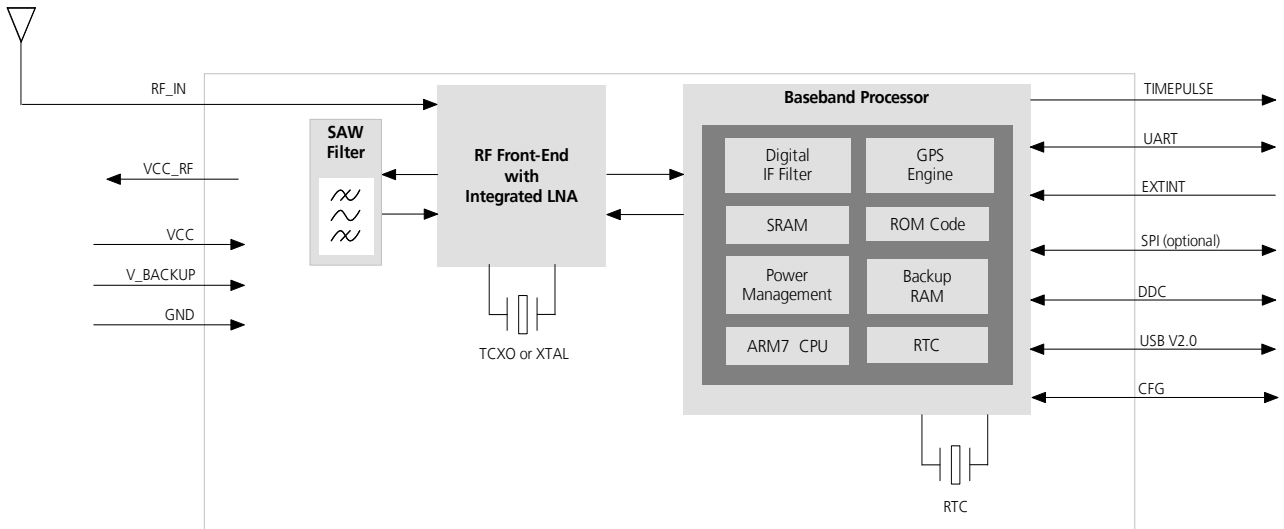 RF_IN
VCC_RF
VCC
V_BACKUP
GND
SAW
Filter
RF Front-End
with
Integrated LNA
TCXO or XTAL
Baseband Processor
Digital
IF Filter
GPS
Engine
SRAM
ROM Code
Power
Management
Backup
RAM
ARM7 CPU
RTC
RTC
TIMEPULSE
UART
EXTINT
SPI (optional)
DDC
USB V2.0
CFG